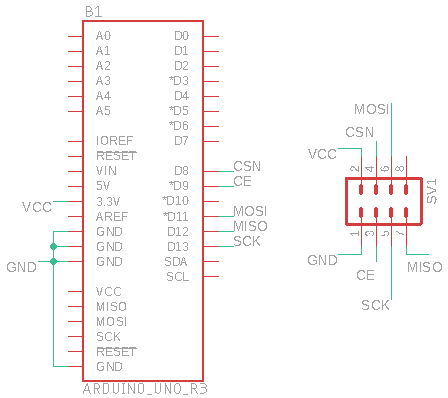 B1
A0 D0
A1 D1
A2 D2
A3 *D3
A4 D4
A5 *D5
*D6
IOREF D7
RESET
VIN D8 CSN
5V *D9 CE
VCC 3.3V *D10
AREF *D11 MOSI
GND D12 MISO
GND D13 SCK
GND GND SDA
SCL
VCC
MISO
MOSI
SCK
RESET
GND
ARDUINO_UNO_R3
MOSI
CSN
VCC 2 4 6 8
SV1
1 3 5 7
GND MISO
CE
SCK